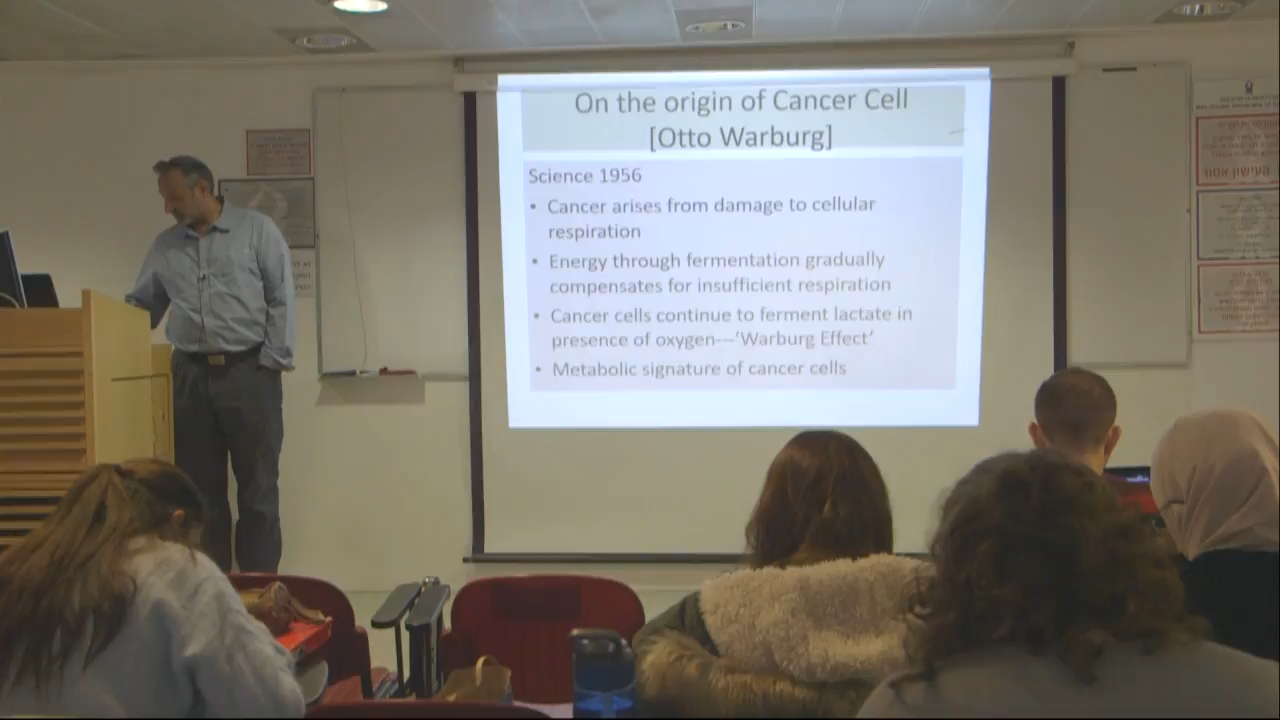 On the origin of Cancer Cell
[Otto Warburg]
Science 1956
• Cancer arises from damage to cellular
respiration
• Energy through fermentation gradually
compensates for insufficient respiration
• Cancer cells continue to ferment lactate in
presence of oxygen---‘Warburg Effect’
• Metabolic signature of cancer cells